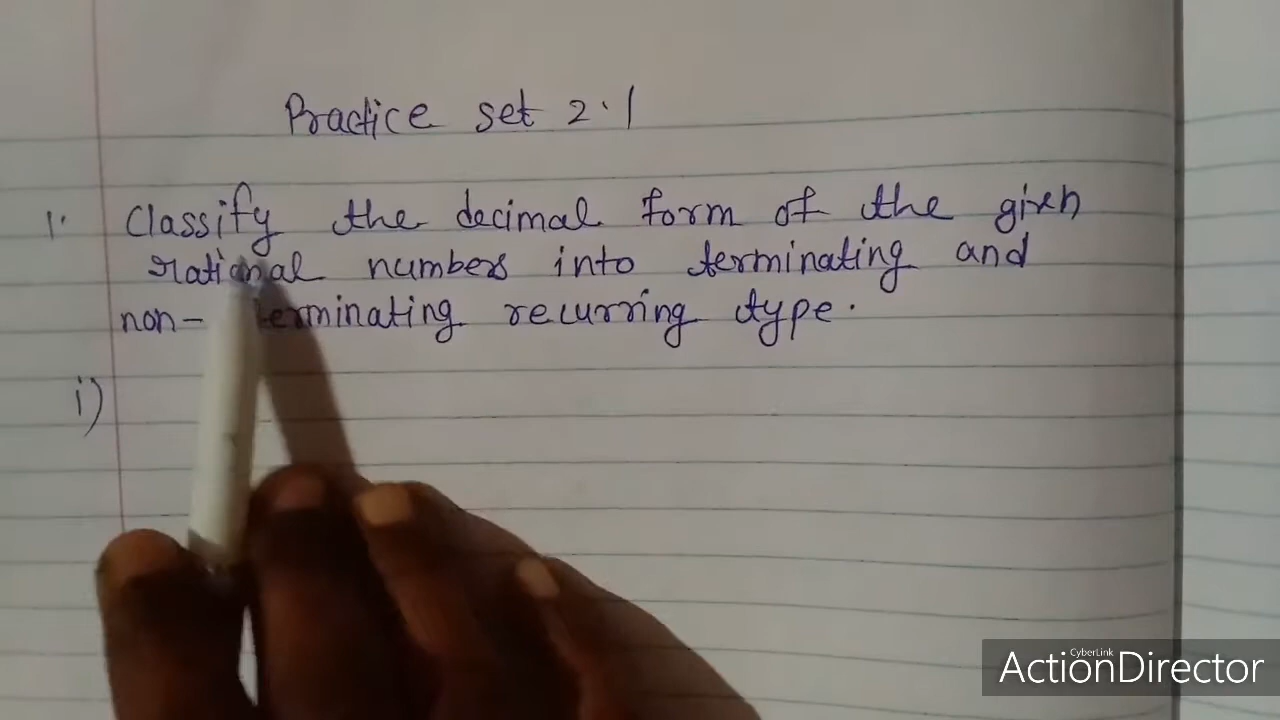 Practice set 2.1
1. Classify the decimal form of the given
rational numbers into terminating and
non-terminating recurring type.
i)
CyberLink
ActionDirector